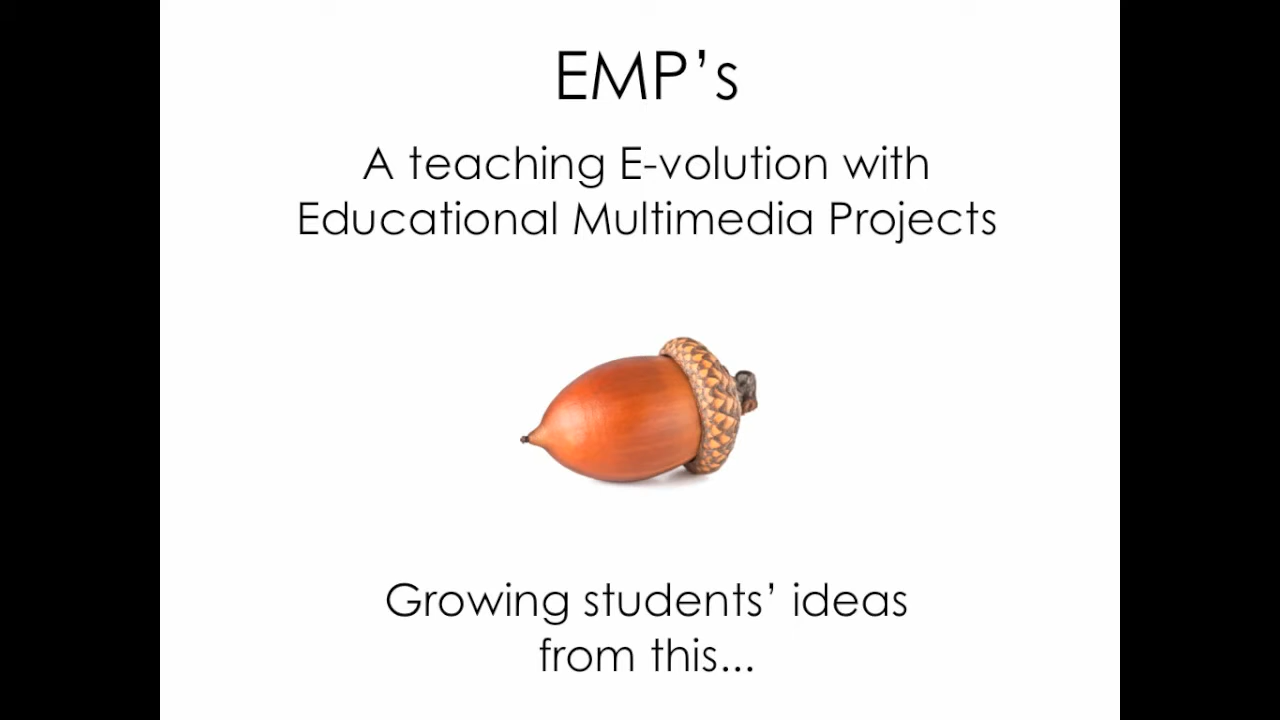 EMP’s
A teaching E-volution with
Educational Multimedia Projects
Growing students’ ideas
from this...